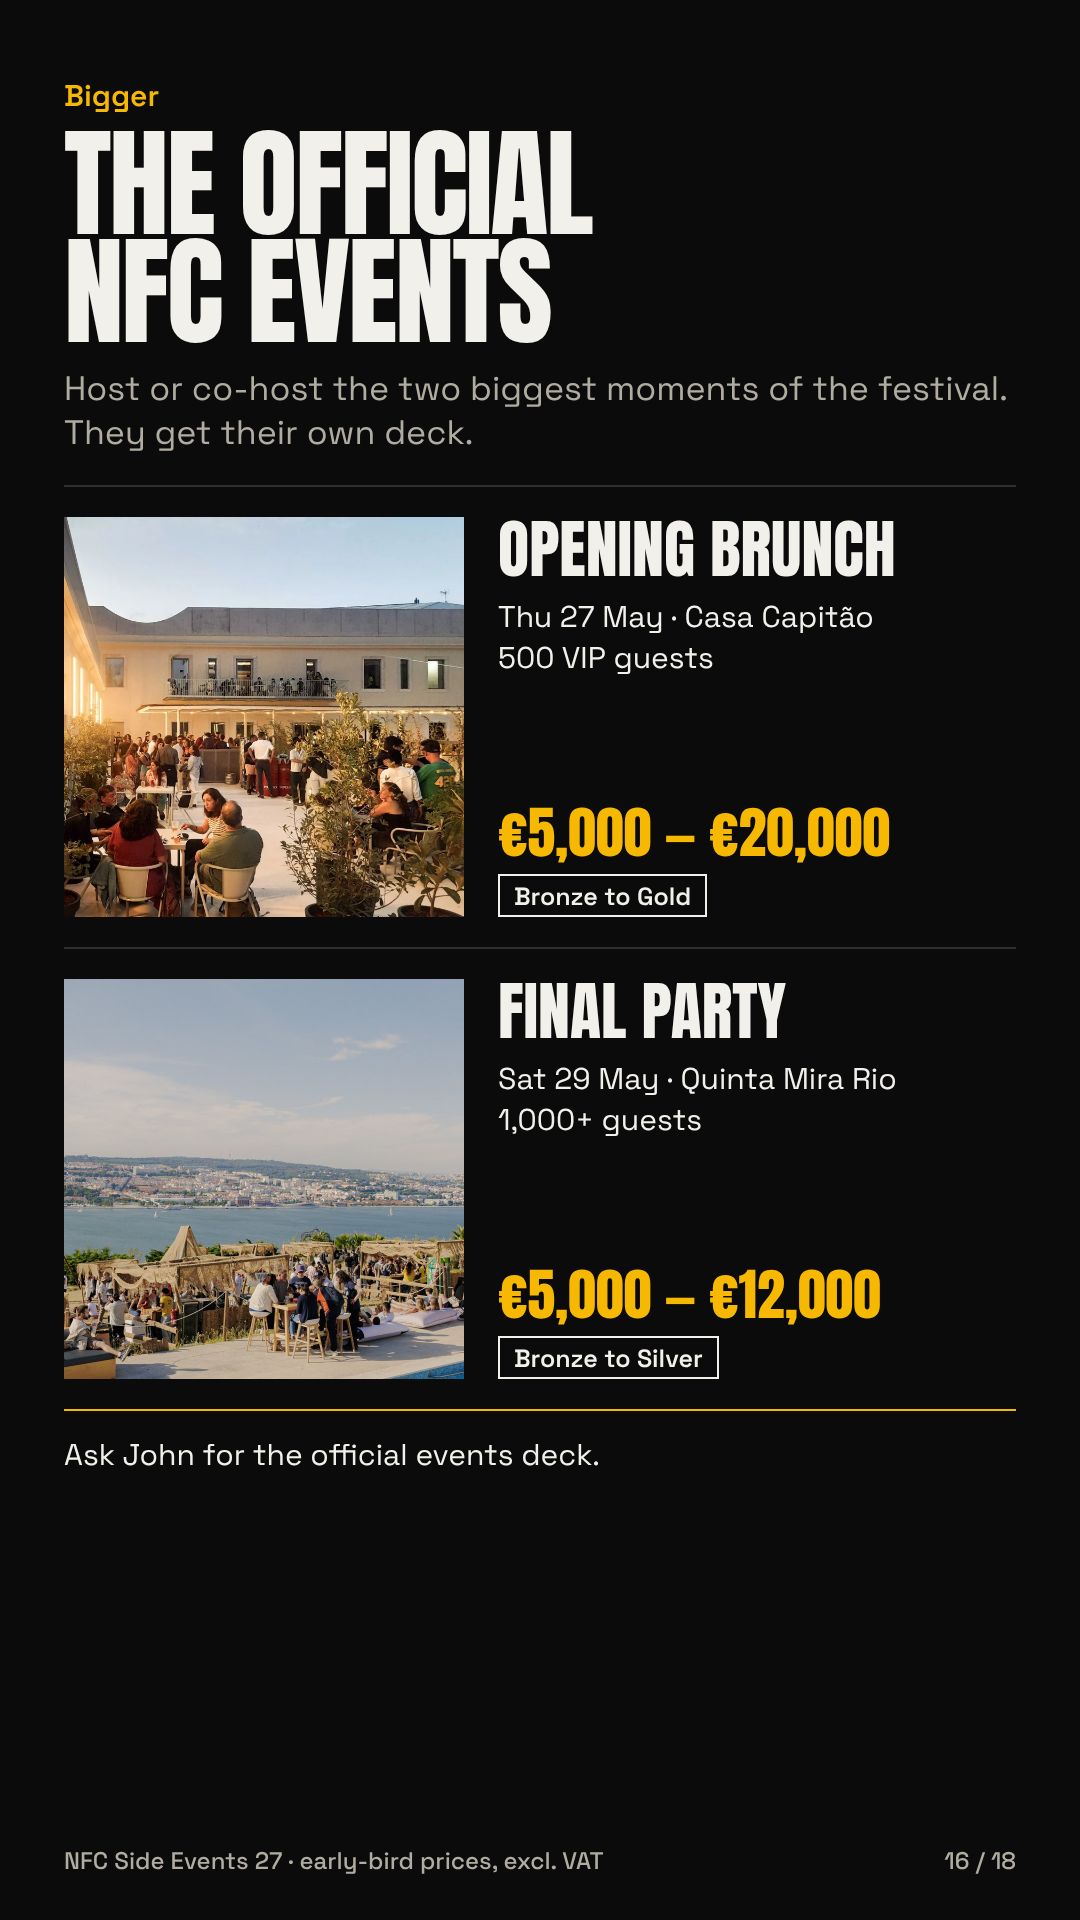 Bigger
THE OFFICIAL
NFC EVENTS
Host or co-host the two biggest moments of the festival.
They get their own deck.
OPENING BRUNCH
Thu 27 May · Casa Capitão
500 VIP guests
€5,000 – €20,000
Bronze to Gold
FINAL PARTY
Sat 29 May · Quinta Mira Rio
1,000+ guests
€5,000 – €12,000
Bronze to Silver
Ask John for the official events deck.
NFC Side Events 27 · early-bird prices, excl. VAT
16 / 18